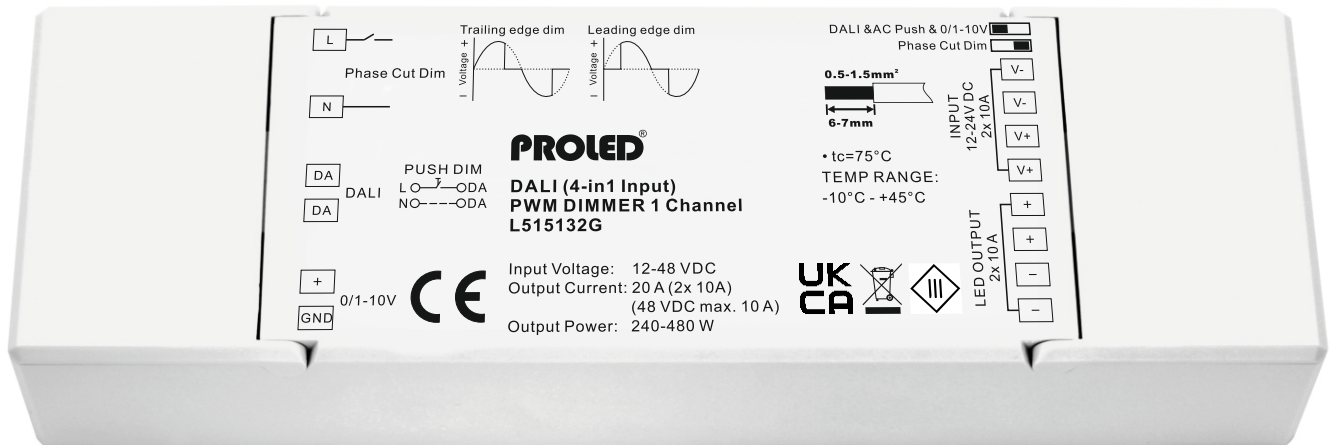 L
Phase Cut Dim
N
Trailing edge dim
Voltage
+
−
Leading edge dim
Voltage
+
−
DALI &AC Push & 0/1-10V
Phase Cut Dim
0.5-1.5mm²
6-7mm
V-
V-
V+
V+
INPUT
12-24V DC
2x 10A
PROLED®
DALI (4-in1 Input)
PWM DIMMER 1 Channel
L515132G
• tc=75°C
TEMP RANGE:
-10°C - +45°C
DA
DA
DALI
PUSH DIM
L DA
N DA
+
+
−
−
LED OUTPUT
2x 10 A
+
GND
0/1-10V
CE
Input Voltage: 12-48 VDC
Output Current: 20 A (2x 10A)
(48 VDC max. 10 A)
Output Power: 240-480 W
UK
CA
III